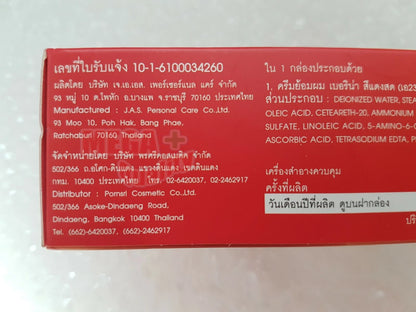 เลขที่ใบรับแจ้ง 10-1-6100034260
ผลิตโดย บริษัท เจ.เอ.เอส. เพอร์เซอร์แนล แคร์ จำกัด
93 หมู่ 10 ต.โพหัก อ.บางแพ จ.ราชบุรี 70160 ประเทศไทย
Manufactured : J.A.S. Personal Care Co.,Ltd.
93 Moo 10, Poh Hak, Bang Phae,
Ratchaburi 70160 Thailand
จัดจำหน่ายโดย บริษัท พรศรีคอสเมติค จำกัด
502/366 ถ.อโศก-ดินแดง แขวงดินแดง เขตดินแดง
กทม. 10400 ประเทศไทย โทร. 02-6420037, 02-2462917
Distributor : Pornsri Cosmetic Co.,Ltd.
502/366 Asoke-Dindaeng Road,
Dindaeng, Bangkok 10400 Thailand
Tel. (662)-6420037, (662)-2462917
ใน 1 กล่องประกอบด้วย
1. ครีมย้อมผม เบอริน่า สีแดงสด (เอ23
ส่วนประกอบ : DEIONIZED WATER, STEA
OLEIC ACID, CETEARETH-20, AMMONIUM
SULFATE, LINOLEIC ACID, 5-AMINO-6-C
ASCORBIC ACID, TETRASODIUM EDTA, P
เครื่องสำอางควบคุม
ครั้งที่ผลิต
วันเดือนปีที่ผลิต ดูบนฝากล่อง
ปริ
MEGA+